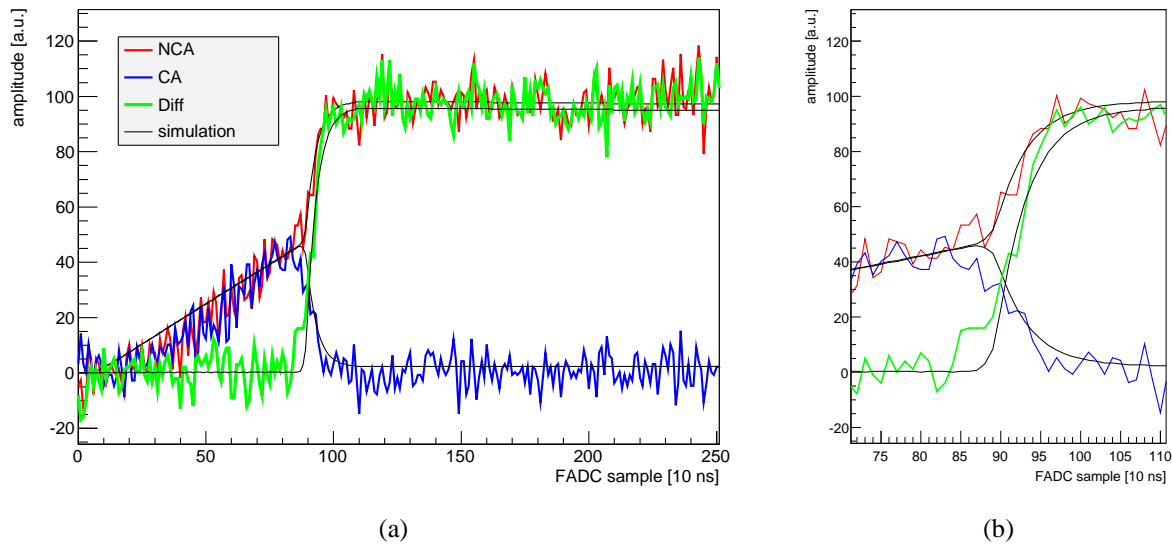 amplitude [a.u.]
120
100
80
60
40
20
0
-20
NCA
CA
Diff
simulation
0 50 100 150 200 250
FADC sample [10 ns]
(a)
amplitude [a.u.]
120
100
80
60
40
20
0
-20
75 80 85 90 95 100 105 110
FADC sample [10 ns]
(b)